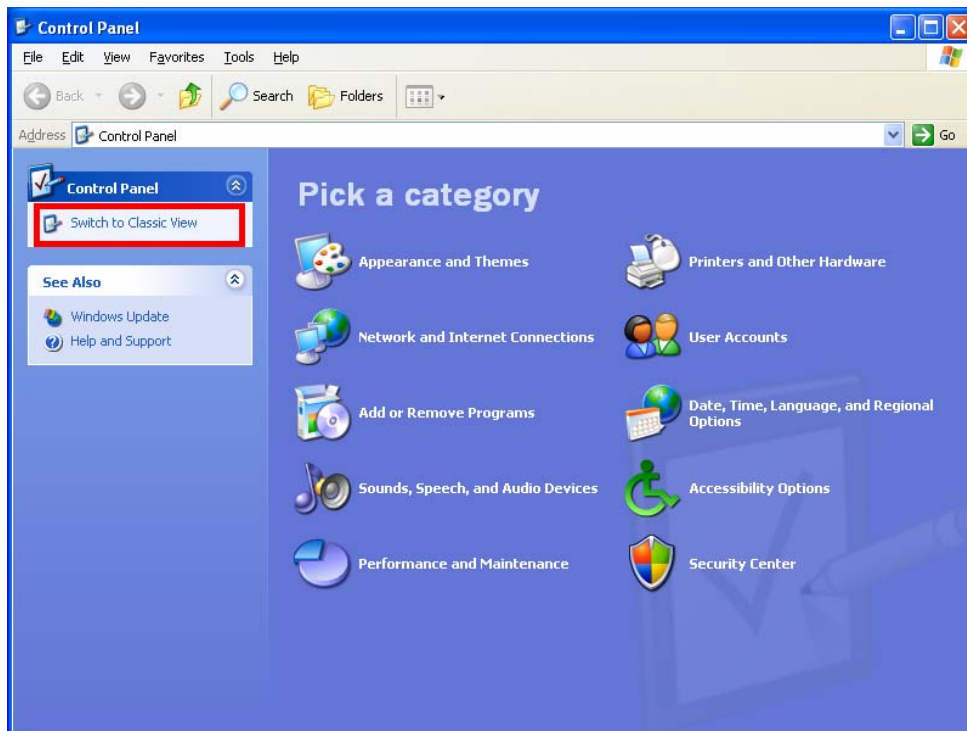 Control Panel
File Edit View Favorites Tools Help
Back Search Folders
Address Control Panel Go
Control Panel
Switch to Classic View
See Also
Windows Update
Help and Support
Pick a category
Appearance and Themes
Printers and Other Hardware
Network and Internet Connections
User Accounts
Add or Remove Programs
Date, Time, Language, and Regional
Options
Sounds, Speech, and Audio Devices
Accessibility Options
Performance and Maintenance
Security Center